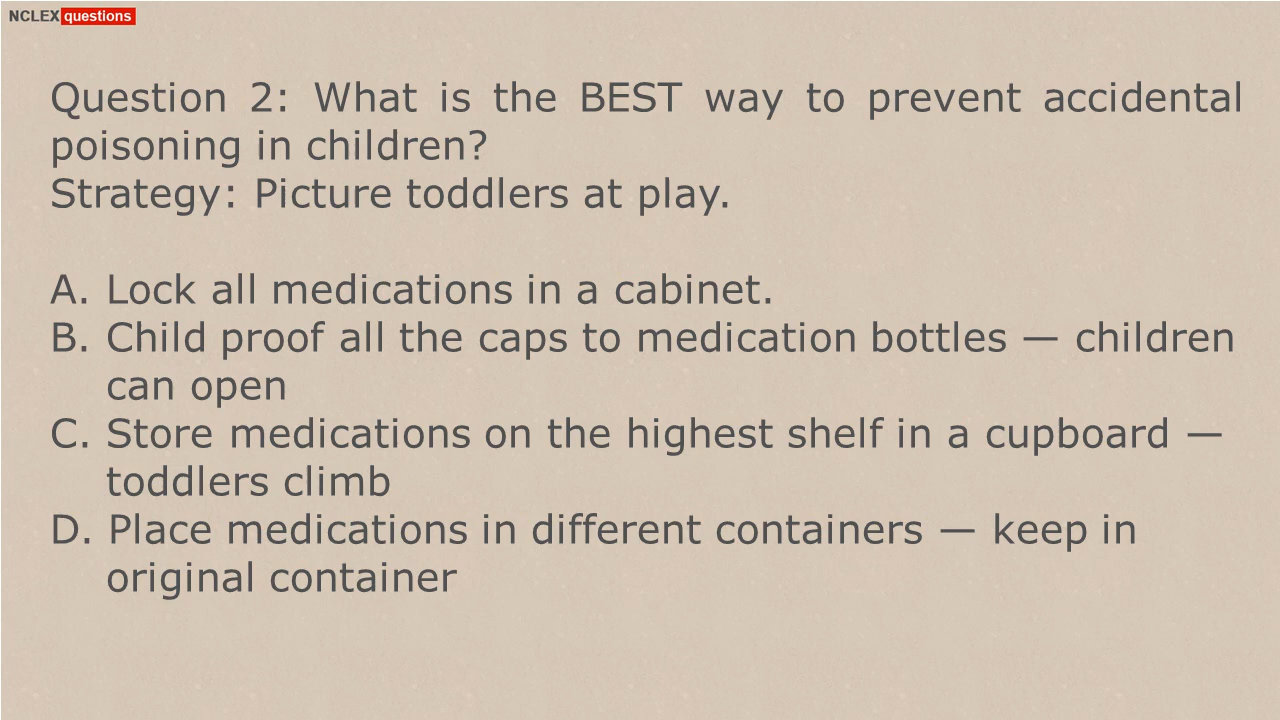 NCLEX questions
Question 2: What is the BEST way to prevent accidental
poisoning in children?
Strategy: Picture toddlers at play.
A. Lock all medications in a cabinet.
B. Child proof all the caps to medication bottles — children
can open
C. Store medications on the highest shelf in a cupboard —
toddlers climb
D. Place medications in different containers — keep in
original container